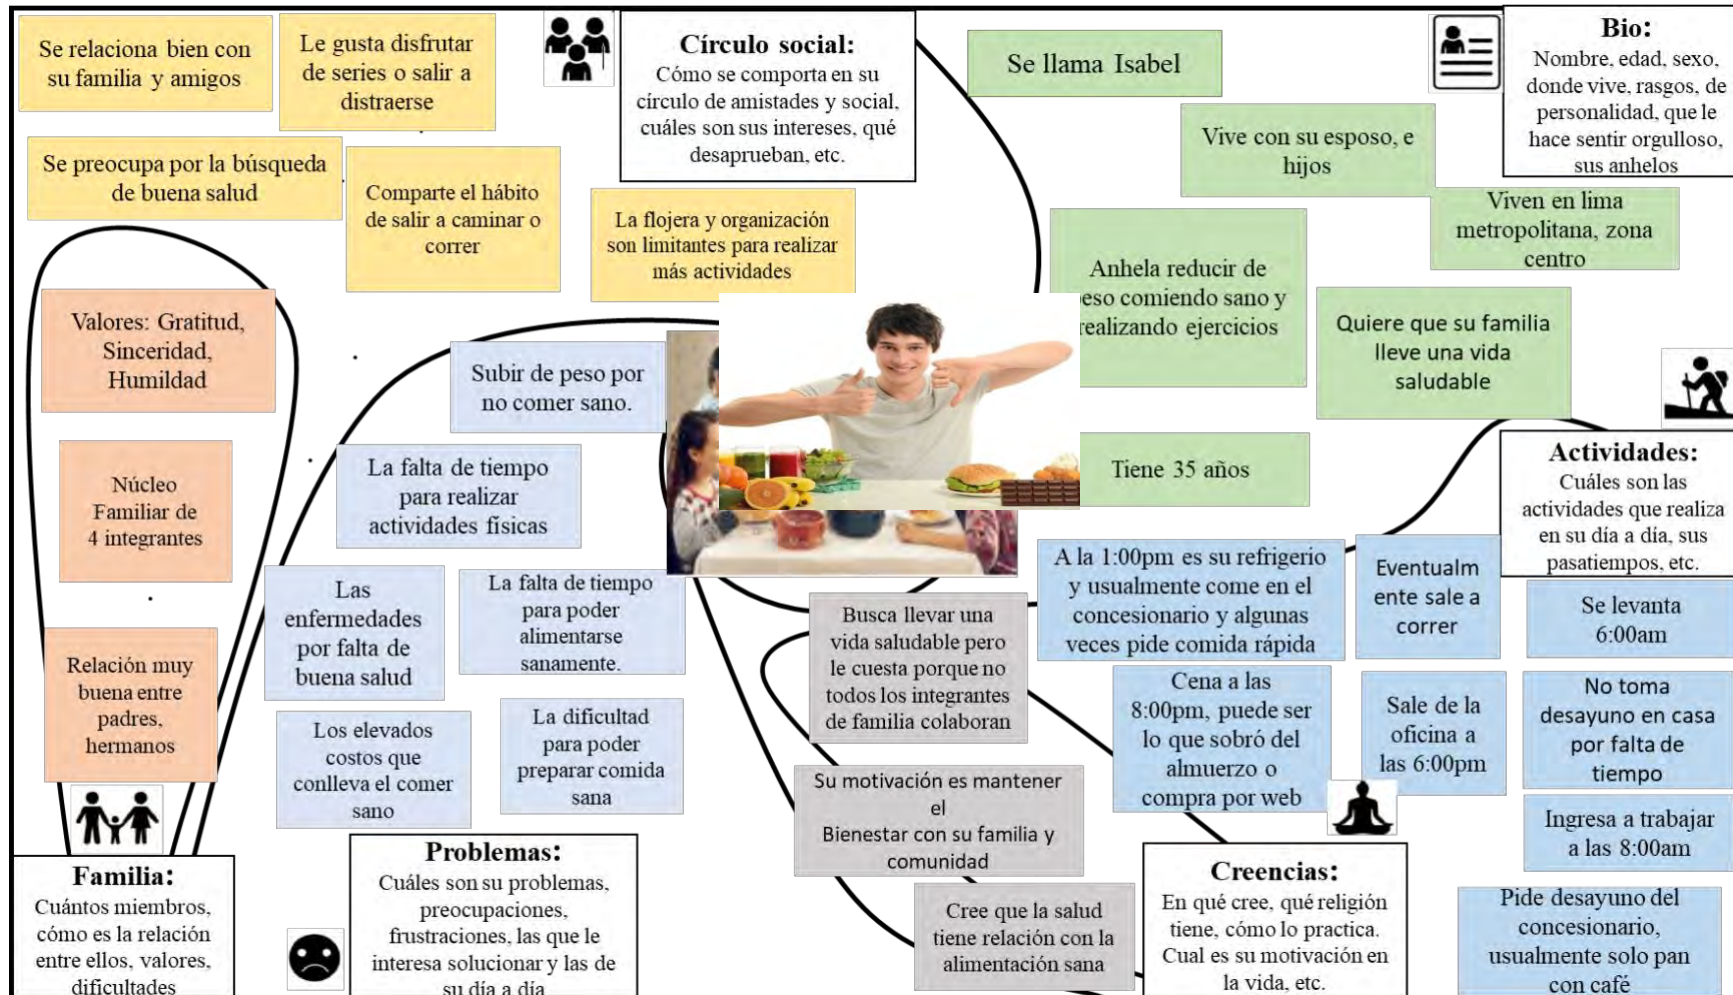 Se relaciona bien con
su familia y amigos
Le gusta disfrutar
de series o salir a
distraerse
Círculo social:
Cómo se comporta en su
círculo de amistades y social,
cuáles son sus intereses, qué
desaprueban, etc.
Se llama Isabel
Bio:
Nombre, edad, sexo,
donde vive, rasgos, de
personalidad, que le
hace sentir orgulloso,
sus anhelos
Se preocupa por la búsqueda
de buena salud
Comparte el hábito
de salir a caminar o
correr
La flojera y organización
son limitantes para realizar
más actividades
Vive con su esposo, e
hijos
Viven en lima
metropolitana, zona
centro
Anhela reducir de
peso comiendo sano y
realizando ejercicios
Quiere que su familia
lleve una vida
saludable
Tiene 35 años
Valores: Gratitud,
Sinceridad,
Humildad
Núcleo
Familiar de
4 integrantes
Relación muy
buena entre
padres,
hermanos
Familia:
Cuántos miembros,
cómo es la relación
entre ellos, valores,
dificultades
Subir de peso por
no comer sano.
La falta de tiempo
para realizar
actividades físicas
Las
enfermedades
por falta de
buena salud
La falta de tiempo
para poder
alimentarse
sanamente.
Los elevados
costos que
conlleva el comer
sano
La dificultad
para poder
preparar comida
sana
Problemas:
Cuáles son su problemas,
preocupaciones,
frustraciones, las que le
interesa solucionar y las de
su día a día
Busca llevar una
vida saludable pero
le cuesta porque no
todos los integrantes
de familia colaboran
Su motivación es mantener
el
Bienestar con su familia y
comunidad
Cree que la salud
tiene relación con la
alimentación sana
Creencias:
En qué cree, qué religión
tiene, cómo lo practica.
Cual es su motivación en
la vida, etc.
Actividades:
Cuáles son las
actividades que realiza
en su día a día, sus
pasatiempos, etc.
A la 1:00pm es su refrigerio
y usualmente come en el
concesionario y algunas
veces pide comida rápida
Eventualm
ente sale a
correr
Se levanta
6:00am
Cena a las
8:00pm, puede ser
lo que sobró del
almuerzo o
compra por web
Sale de la
oficina a
las 6:00pm
No toma
desayuno en casa
por falta de
tiempo
Ingresa a trabajar
a las 8:00am
Pide desayuno del
concesionario,
usualmente solo pan
con café